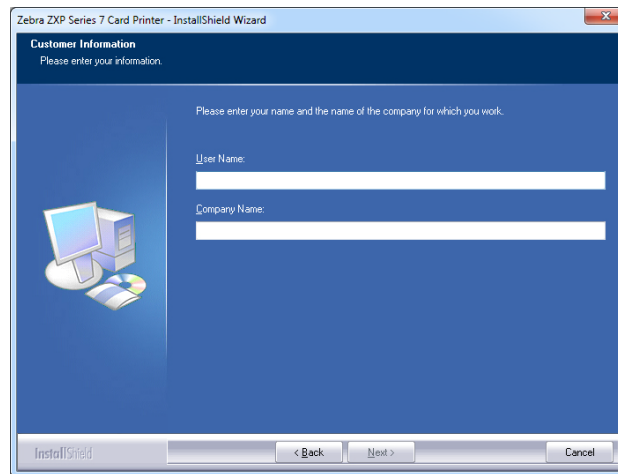 Zebra ZXP Series 7 Card Printer - InstallShield Wizard
Customer Information
Please enter your information.
Please enter your name and the name of the company for which you work.
User Name:
Company Name:
InstallShield
< Back
Next >
Cancel